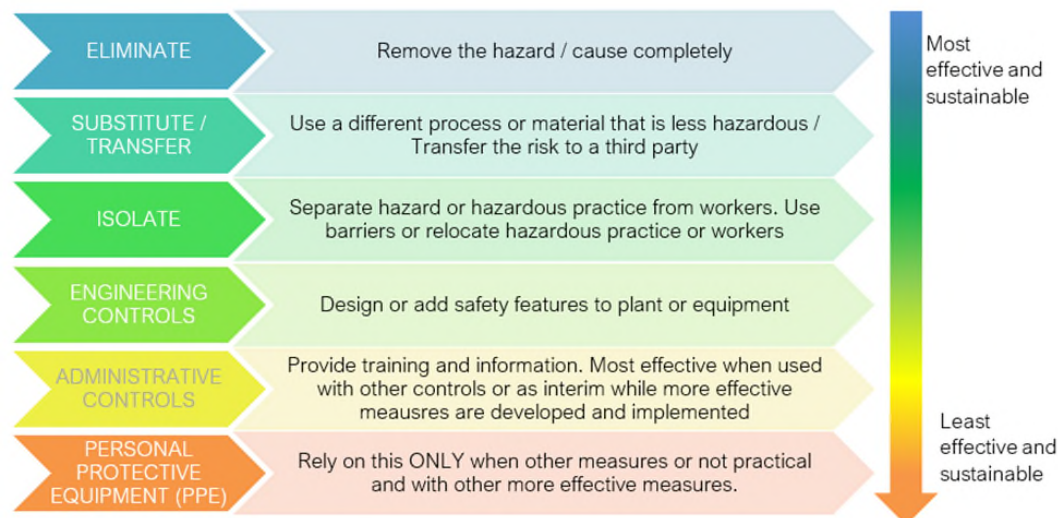 ELIMINATE
Remove the hazard / cause completely
Most
effective and
sustainable
SUBSTITUTE /
TRANSFER
Use a different process or material that is less hazardous /
Transfer the risk to a third party
ISOLATE
Separate hazard or hazardous practice from workers. Use
barriers or relocate hazardous practice or workers
ENGINEERING
CONTROLS
Design or add safety features to plant or equipment
ADMINISTRATIVE
CONTROLS
Provide training and information. Most effective when used
with other controls or as interim while more effective
meausres are developed and implemented
PERSONAL
PROTECTIVE
EQUIPMENT (PPE)
Rely on this ONLY when other measures or not practical
and with other more effective measures.
Least
effective and
sustainable